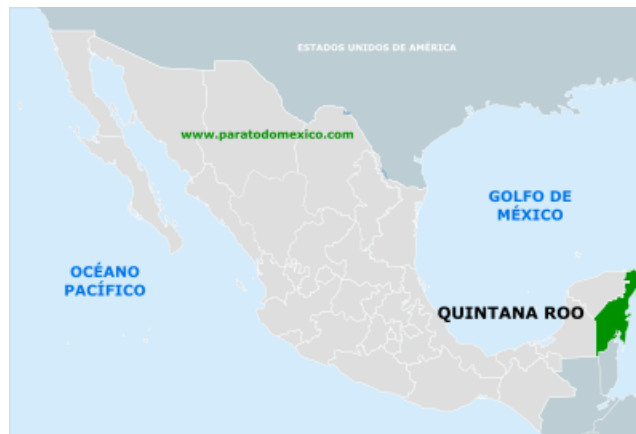 ESTADOS UNIDOS DE AMÉRICA
www.paratodomexico.com
GOLFO DE
MÉXICO
OCÉANO
PACÍFICO
QUINTANA ROO